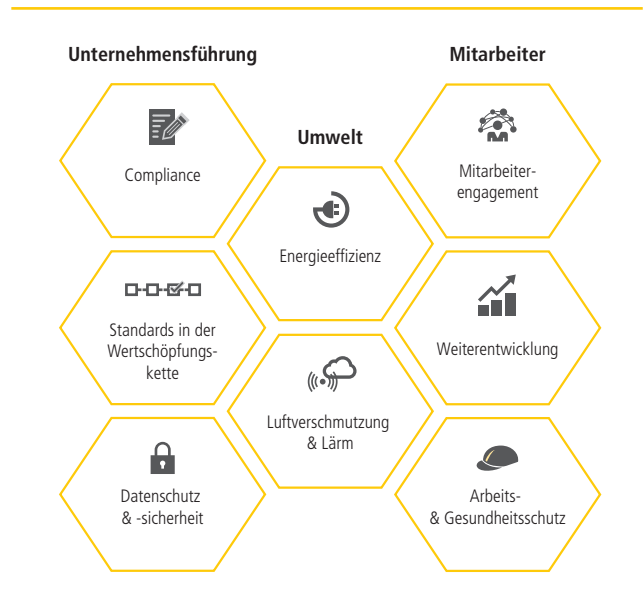 Unternehmensführung
Compliance
Standards in der
Wertschöpfungs-
kette
Datenschutz
& -sicherheit
Umwelt
Energieeffizienz
Luftverschmutzung
& Lärm
Mitarbeiter
Mitarbeiter-
engagement
Weiterentwicklung
Arbeits-
& Gesundheitsschutz